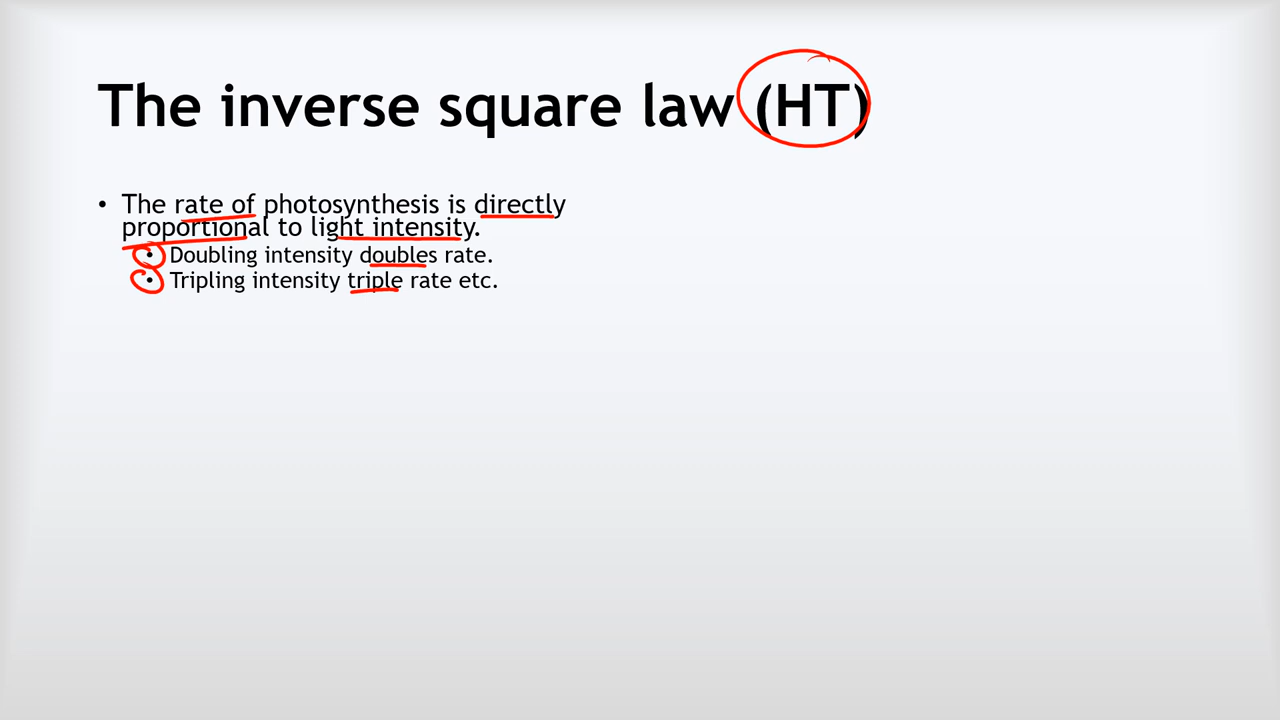 The inverse square law (HT)
• The rate of photosynthesis is directly
proportional to light intensity.
• Doubling intensity doubles rate.
• Tripling intensity triple rate etc.